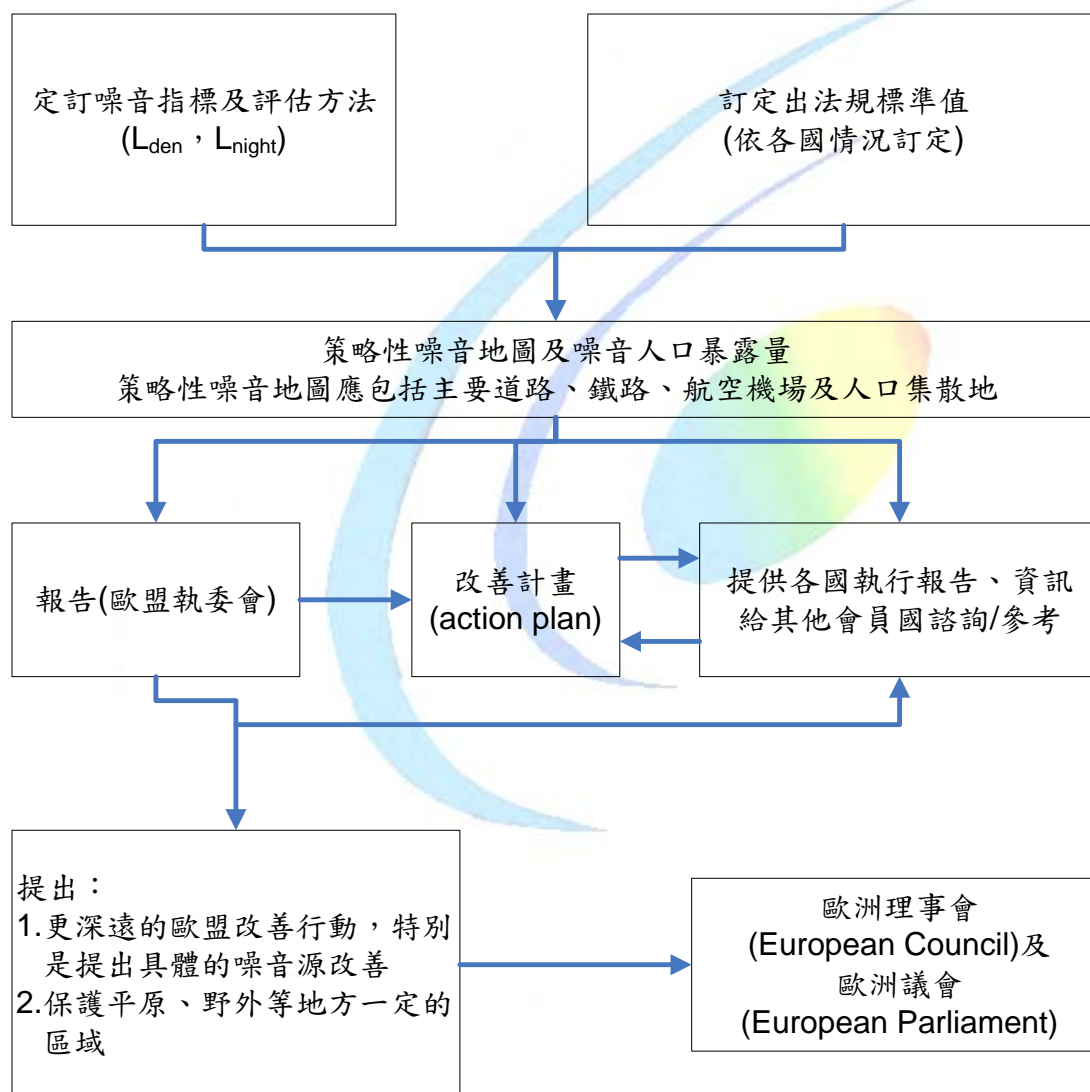 定訂噪音指標及評估方法
(Lden，Lnight)
訂定出法規標準值
(依各國情況訂定)
策略性噪音地圖及噪音人口暴露量
策略性噪音地圖應包括主要道路、鐵路、航空機場及人口集散地
報告(歐盟執委會)
改善計畫
(action plan)
提供各國執行報告、資訊
給其他會員國諮詢/參考
提出：
1.更深遠的歐盟改善行動，特別
是提出具體的噪音源改善
2.保護平原、野外等地方一定的
區域
歐洲理事會
(European Council)及
歐洲議會
(European Parliament)